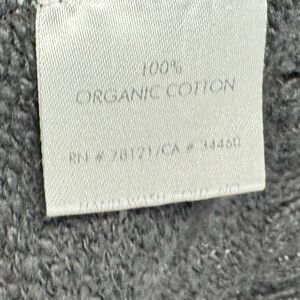 100%
ORGANIC COTTON
RN # 78121/CA # 34460